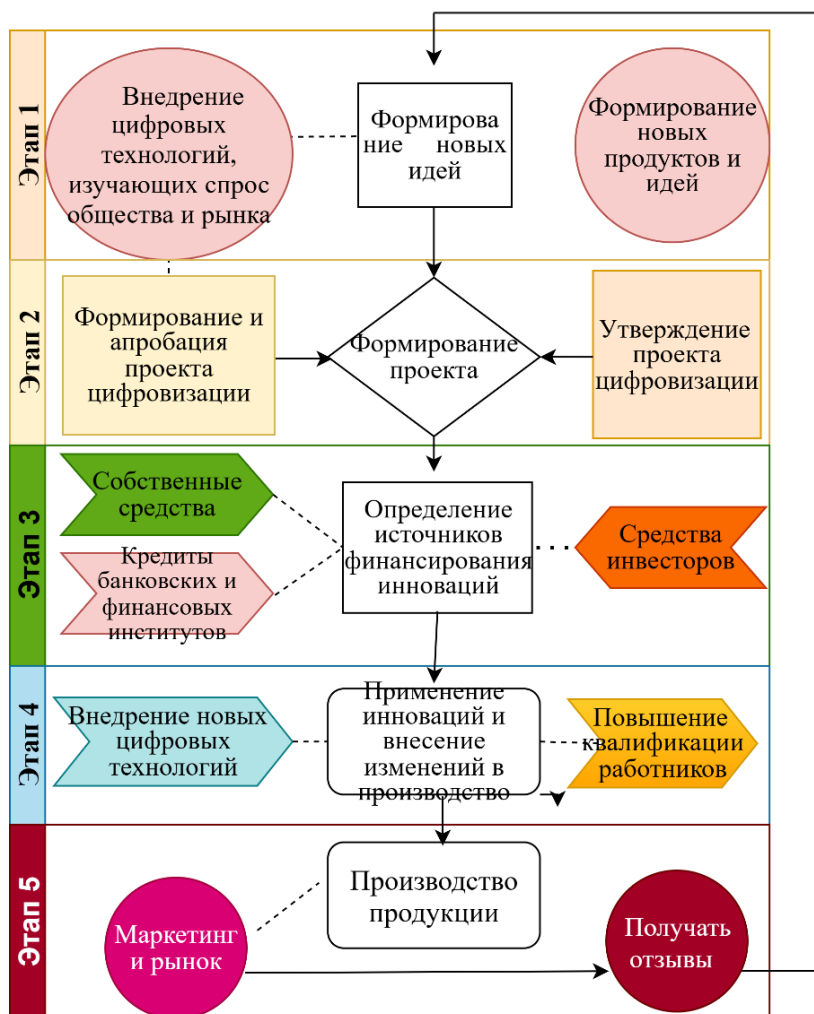 Этап 1
Внедрение
цифровых
технологий,
изучающих спрос
общества и рынка
Формирова
ние новых
идей
Формирование
новых
продуктов и
идей
Этап 2
Формирование и
апробация
проекта
цифровизации
Формирование
проекта
Утверждение
проекта
цифровизации
Этап 3
Собственные
средства
Кредиты
банковских и
финансовых
институтов
Определение
источников
финансирования
инноваций
Средства
инвесторов
Этап 4
Внедрение новых
цифровых
технологий
Применение
инноваций и
внесение
изменений в
производство
Повышение
квалификации
работников
Этап 5
Маркетинг
и рынок
Производство
продукции
Получать
отзывы